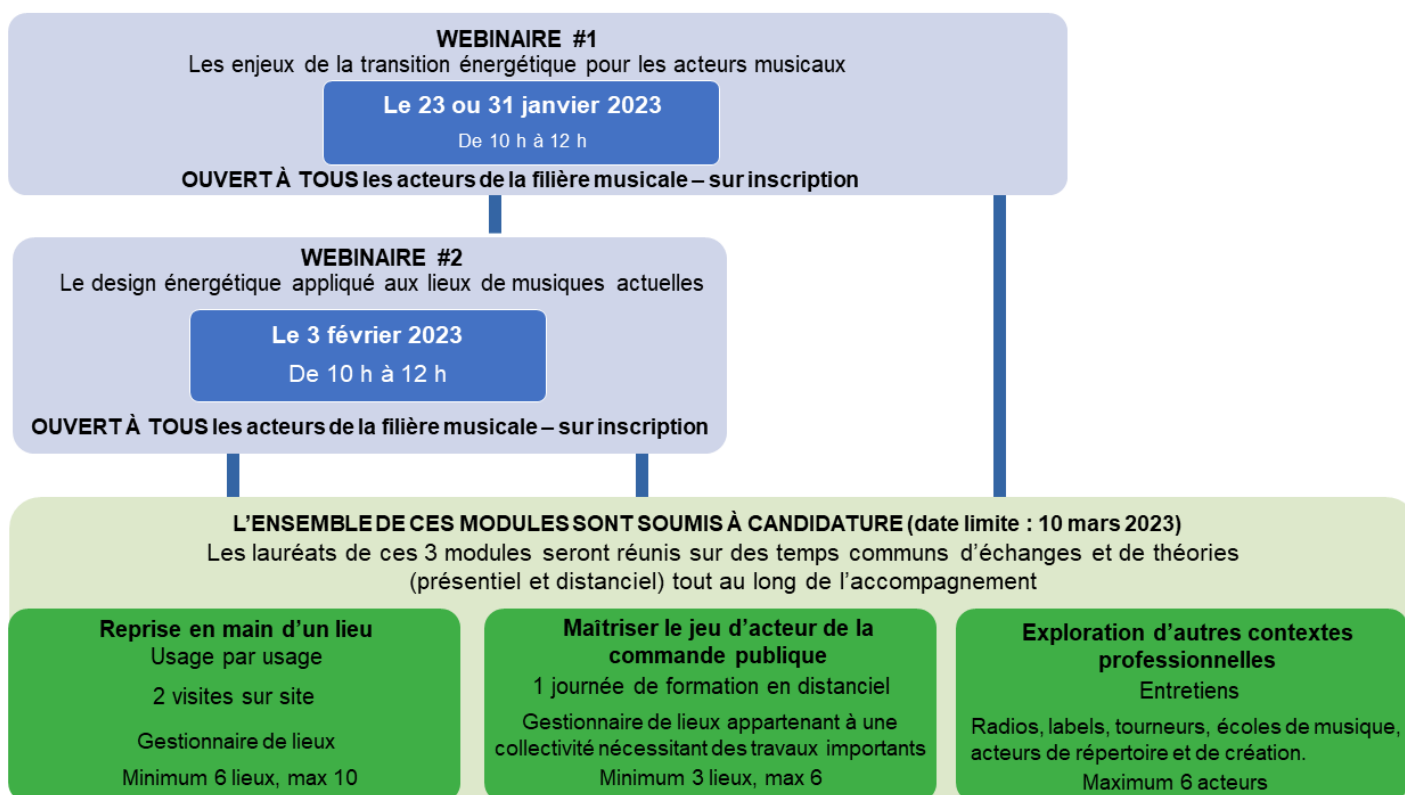 WEBINAIRE #1
Les enjeux de la transition énergétique pour les acteurs musicaux
Le 23 ou 31 janvier 2023
De 10 h à 12 h
OUVERT À TOUS les acteurs de la filière musicale – sur inscription
WEBINAIRE #2
Le design énergétique appliqué aux lieux de musiques actuelles
Le 3 février 2023
De 10 h à 12 h
OUVERT À TOUS les acteurs de la filière musicale – sur inscription
L'ENSEMBLE DE CES MODULES SONT SOUMIS À CANDIDATURE (date limite : 10 mars 2023)
Les lauréats de ces 3 modules seront réunis sur des temps communs d'échanges et de théories
(présentiel et distanciel) tout au long de l'accompagnement
Reprise en main d'un lieu
Usage par usage
2 visites sur site
Gestionnaire de lieux
Minimum 6 lieux, max 10
Maîtriser le jeu d'acteur de la
commande publique
1 journée de formation en distanciel
Gestionnaire de lieux appartenant à une
collectivité nécessitant des travaux importants
Minimum 3 lieux, max 6
Exploration d'autres contextes
professionnelles
Entretiens
Radios, labels, tourneurs, écoles de musique,
acteurs de répertoire et de création.
Maximum 6 acteurs